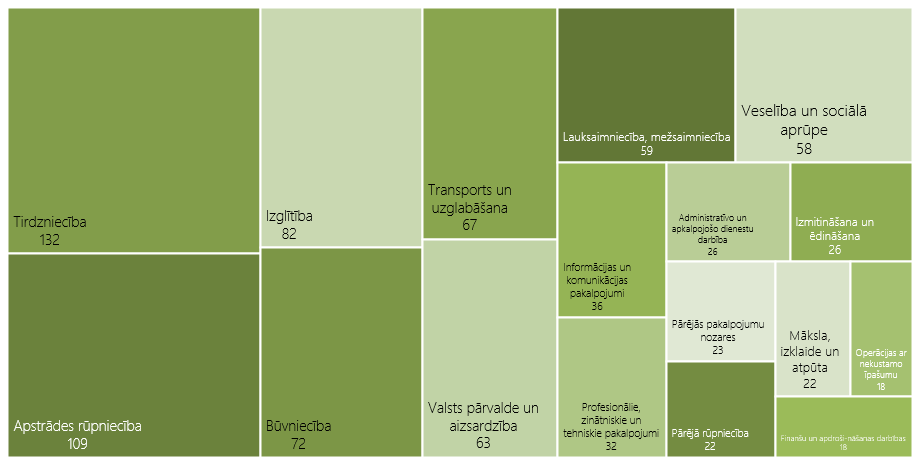 Tirdzniecība
132
Apstrādes rūpniecība
109
Izglītība
82
Būvniecība
72
Transports un
uzglabāšana
67
Valsts pārvalde un
aizsardzība
63
Lauksaimniecība, mežsaimniecība
59
Veselība un sociālā
aprūpe
58
Informācijas un
komunikācijas
pakalpojumi
36
Profesionālie,
zinātniskie un
tehniskie pakalpojumi
32
Administratīvo un
apkalpojošo dienestu
darbība
26
Izmitināšana un
ēdināšana
26
Pārējās pakalpojumu
nozares
23
Pārējā rūpniecība
22
Māksla,
izklaide un
atpūta
22
Operācijas ar
nekustamo
īpašumu
18
Finanšu un apdroši-nāšanas darbības
18